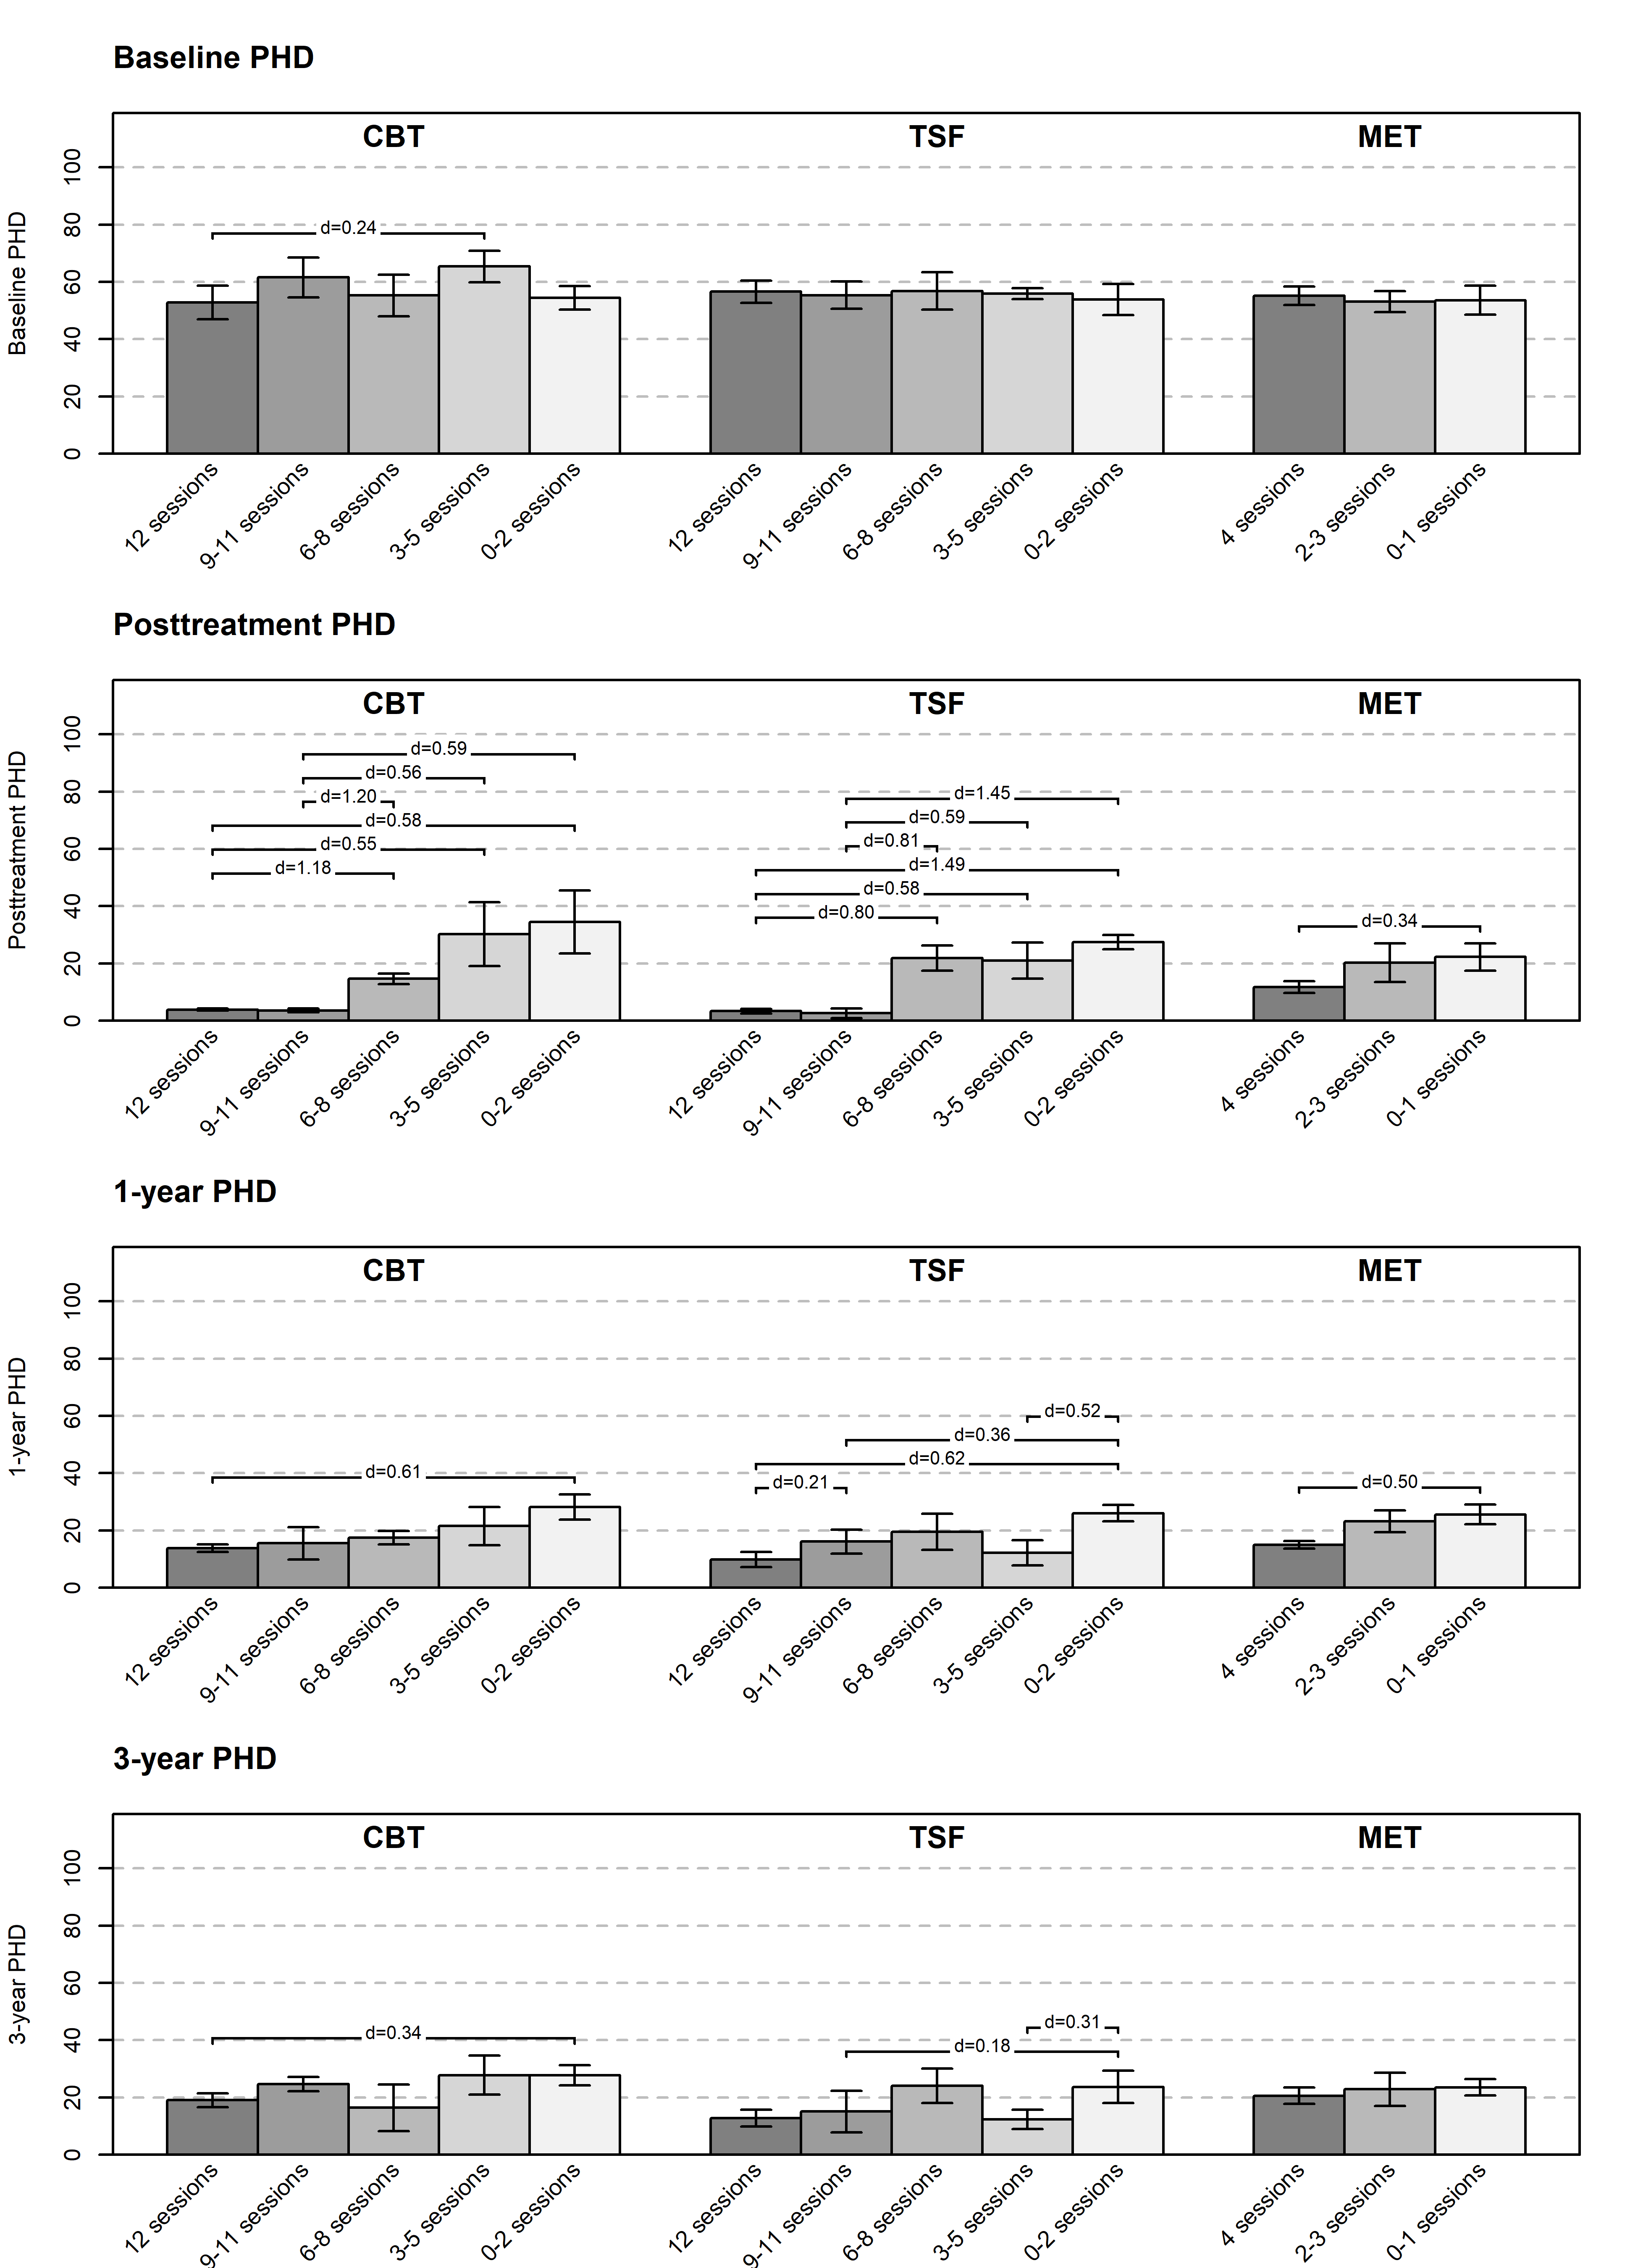 Baseline PHD
CBT TSF MET
Baseline PHD
100
80
60
40
20
0
d=0.24
12 sessions 9-11 sessions 6-8 sessions 3-5 sessions 0-2 sessions 12 sessions 9-11 sessions 6-8 sessions 3-5 sessions 0-2 sessions 4 sessions 2-3 sessions 0-1 sessions
Posttreatment PHD
CBT TSF MET
Posttreatment PHD
100
80
60
40
20
0
d=0.59
d=0.56
d=1.20
d=0.58
d=0.55
d=1.18
d=1.45
d=0.59
d=0.81
d=1.49
d=0.58
d=0.80
d=0.34
12 sessions 9-11 sessions 6-8 sessions 3-5 sessions 0-2 sessions 12 sessions 9-11 sessions 6-8 sessions 3-5 sessions 0-2 sessions 4 sessions 2-3 sessions 0-1 sessions
1-year PHD
CBT TSF MET
1-year PHD
100
80
60
40
20
0
d=0.61
d=0.52
d=0.36
d=0.62
d=0.21
d=0.50
12 sessions 9-11 sessions 6-8 sessions 3-5 sessions 0-2 sessions 12 sessions 9-11 sessions 6-8 sessions 3-5 sessions 0-2 sessions 4 sessions 2-3 sessions 0-1 sessions
3-year PHD
CBT TSF MET
3-year PHD
100
80
60
40
20
0
d=0.34
d=0.31
d=0.18
12 sessions 9-11 sessions 6-8 sessions 3-5 sessions 0-2 sessions 12 sessions 9-11 sessions 6-8 sessions 3-5 sessions 0-2 sessions 4 sessions 2-3 sessions 0-1 sessions